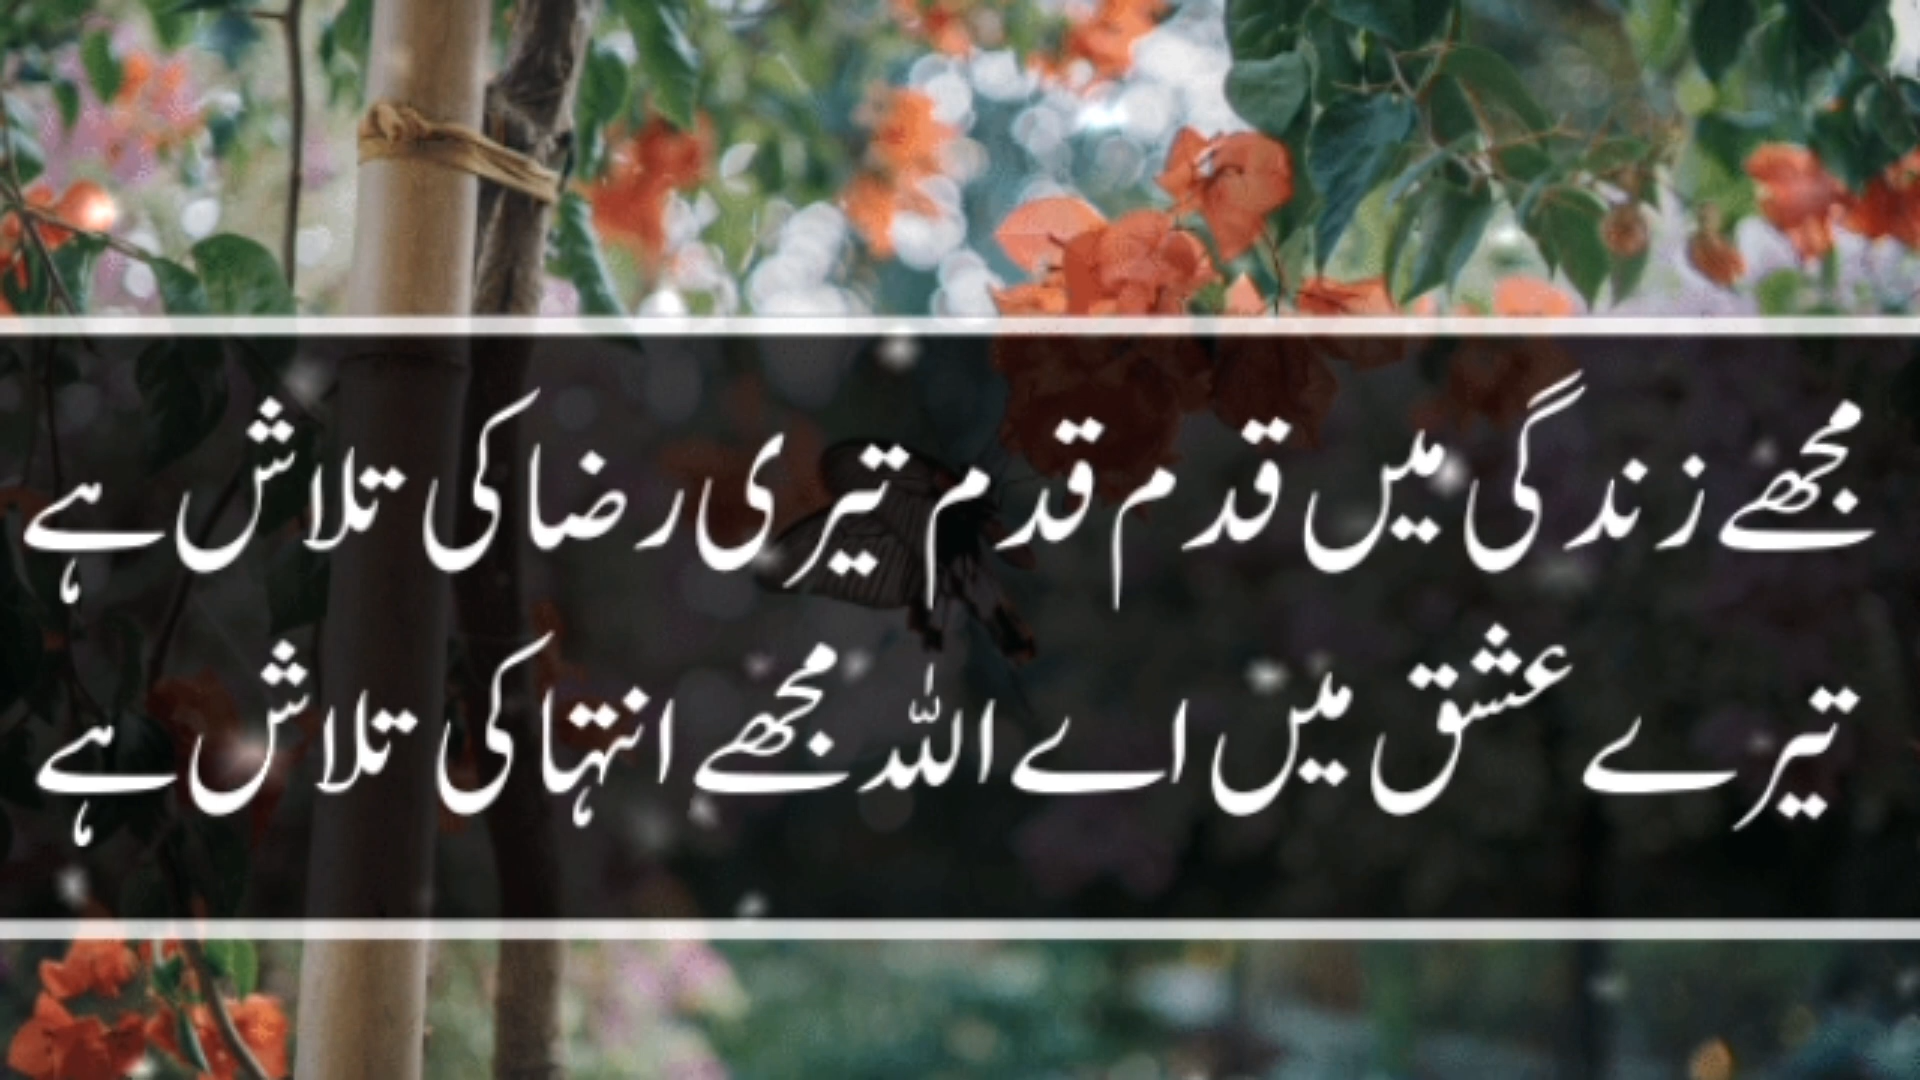 مجھے زندگی میں قدم قدم تیری رضا کی تلاش ہے
تیرے عشق میں اے اللہ مجھے انتہا کی تلاش ہے